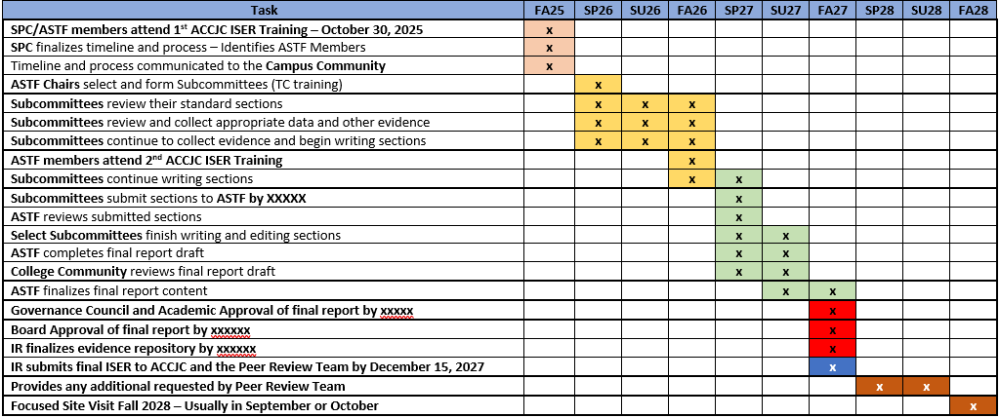 Task FA25 SP26 SU26 FA26 SP27 SU27 FA27 SP28 SU28 FA28
SPC/ASTF members attend 1st ACCJC ISER Training – October 30, 2025 x
SPC finalizes timeline and process – Identifies ASTF Members x
Timeline and process communicated to the Campus Community x
ASTF Chairs select and form Subcommittees (TC training) x
Subcommittees review their standard sections x x x
Subcommittees review and collect appropriate data and other evidence x x x
Subcommittees continue to collect evidence and begin writing sections x x x
ASTF members attend 2nd ACCJC ISER Training x
Subcommittees continue writing sections x x
Subcommittees submit sections to ASTF by XXXXX x
ASTF reviews submitted sections x
Select Subcommittees finish writing and editing sections x x
ASTF completes final report draft x x
College Community reviews final report draft x x
ASTF finalizes final report content x x
Governance Council and Academic Approval of final report by xxxxx x
Board Approval of final report by xxxxxx x
IR finalizes evidence repository by xxxxxx x
IR submits final ISER to ACCJC and the Peer Review Team by December 15, 2027 x
Provides any additional requested by Peer Review Team x x
Focused Site Visit Fall 2028 – Usually in September or October x